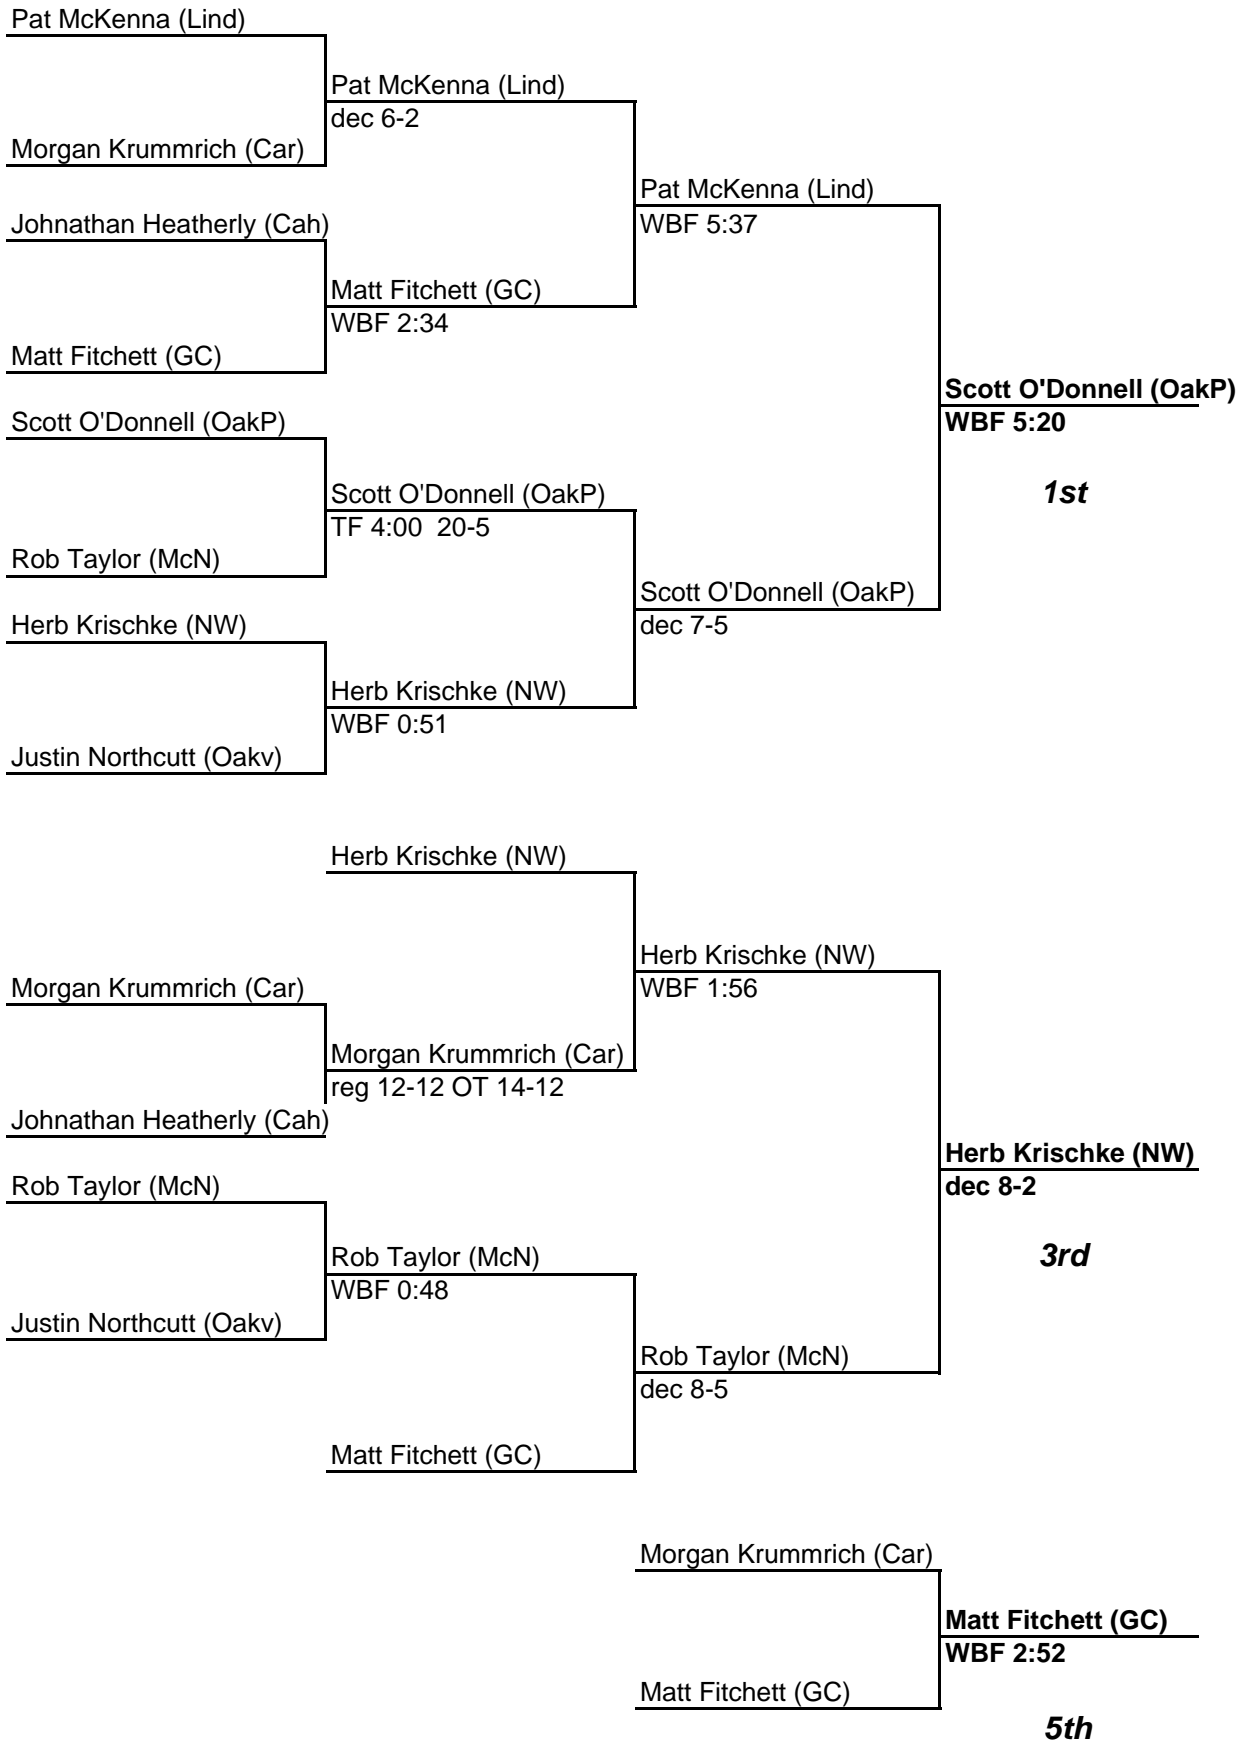 Pat McKenna (Lind)
Pat McKenna (Lind)
dec 6-2
Morgan Krummrich (Car)
Pat McKenna (Lind)
WBF 5:37
Johnathan Heatherly (Cah)
Matt Fitchett (GC)
WBF 2:34
Matt Fitchett (GC)
Scott O'Donnell (OakP)
WBF 5:20
1st
Scott O'Donnell (OakP)
Scott O'Donnell (OakP)
TF 4:00  20-5
Rob Taylor (McN)
Scott O'Donnell (OakP)
dec 7-5
Herb Krischke (NW)
Herb Krischke (NW)
WBF 0:51
Justin Northcutt (Oakv)
Herb Krischke (NW)
Herb Krischke (NW)
WBF 1:56
Morgan Krummrich (Car)
Morgan Krummrich (Car)
reg 12-12 OT 14-12
Johnathan Heatherly (Cah)
Herb Krischke (NW)
dec 8-2
3rd
Rob Taylor (McN)
Rob Taylor (McN)
WBF 0:48
Justin Northcutt (Oakv)
Rob Taylor (McN)
dec 8-5
Matt Fitchett (GC)
Morgan Krummrich (Car)
Matt Fitchett (GC)
WBF 2:52
Matt Fitchett (GC)
5th